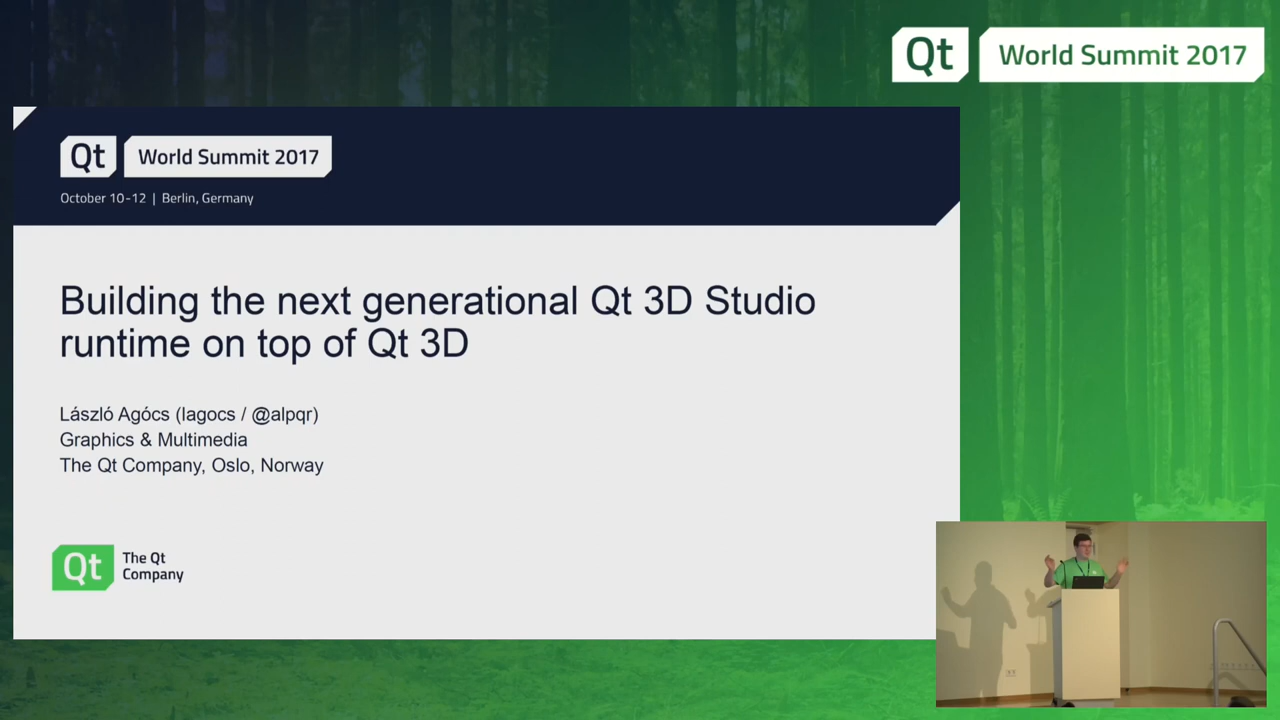 Qt World Summit 2017
Qt World Summit 2017
October 10-12 | Berlin, Germany
Building the next generational Qt 3D Studio
runtime on top of Qt 3D
László Agócs (lagocs / @alpqr)
Graphics & Multimedia
The Qt Company, Oslo, Norway
Qt The Qt
Company